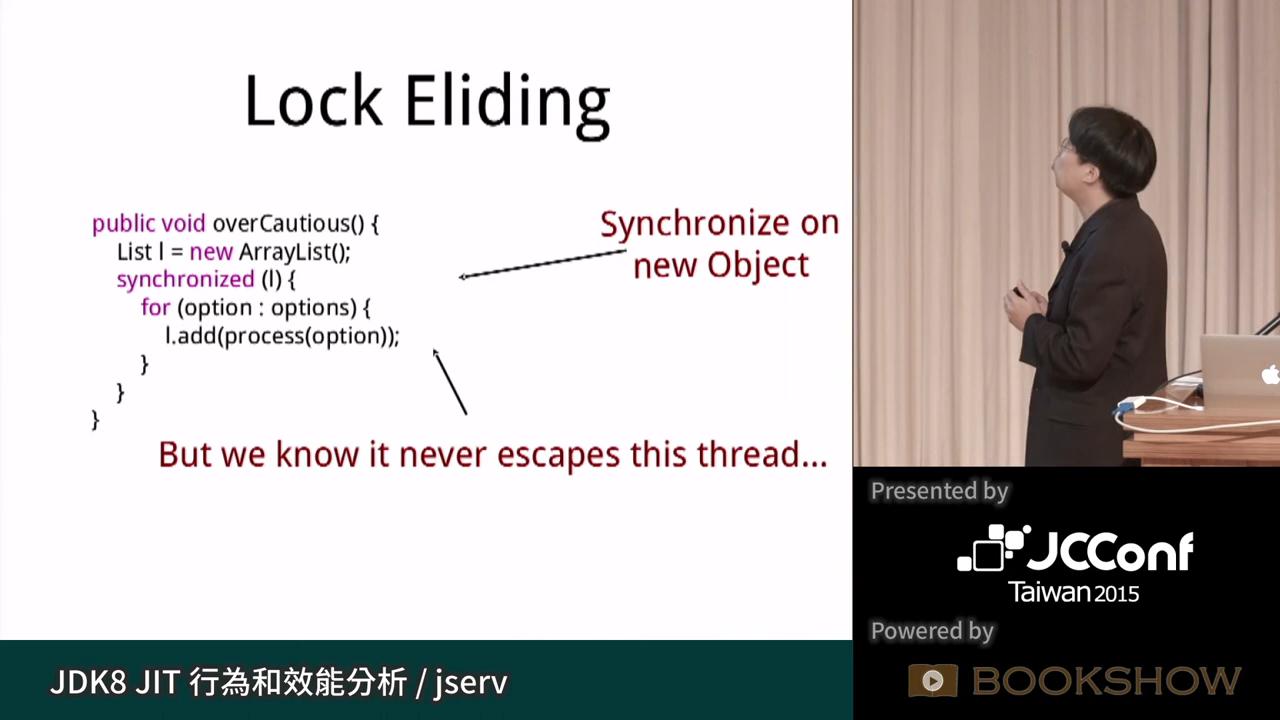 Lock Eliding
public void overCautious() {
List l = new ArrayList();
synchronized (l) {
for (option : options) {
l.add(process(option));
}
}
}
Synchronize on
new Object
But we know it never escapes this thread...
Presented by
JCConf
Taiwan 2015
Powered by
BOOKSHOW
JDK8 JIT 行為和效能分析 / jserv